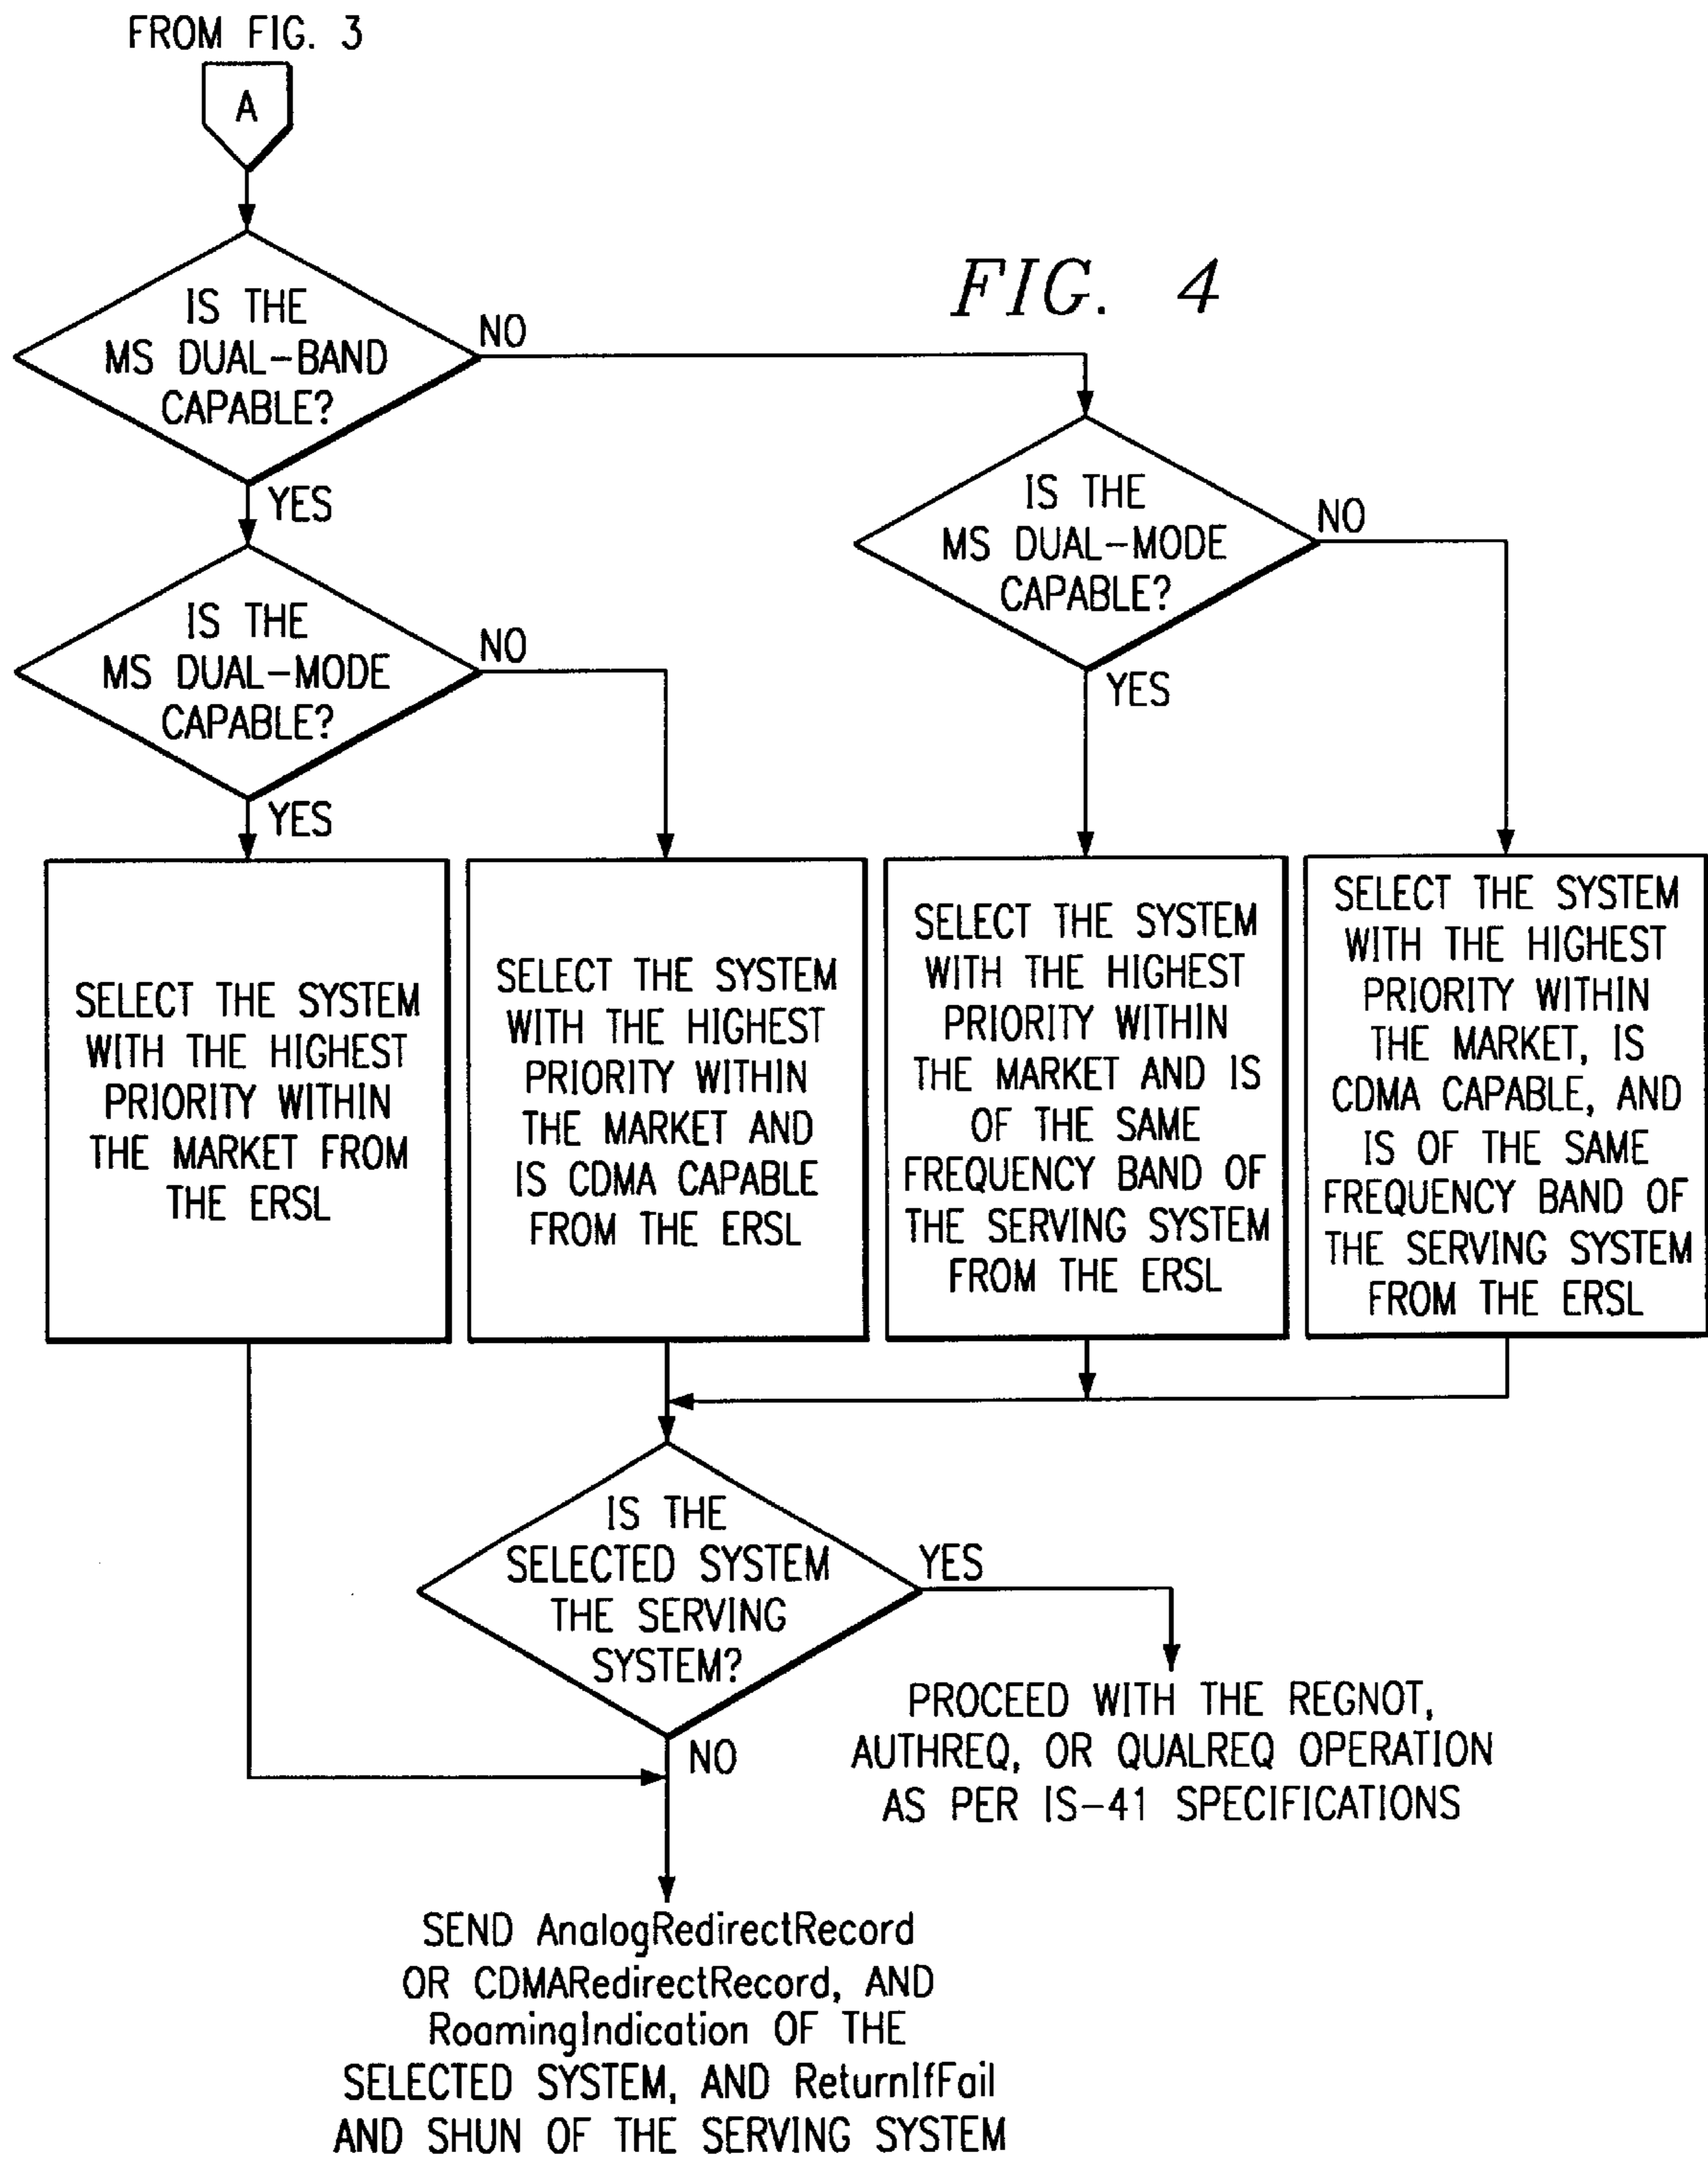 FROM FIG. 3
A
FIG. 4
IS THE
MS DUAL-BAND
CAPABLE?
NO
YES
IS THE
MS DUAL-MODE
CAPABLE?
NO
YES
IS THE
MS DUAL-MODE
CAPABLE?
NO
YES
SELECT THE SYSTEM
WITH THE HIGHEST
PRIORITY WITHIN
THE MARKET FROM
THE ERSL
SELECT THE SYSTEM
WITH THE HIGHEST
PRIORITY WITHIN
THE MARKET AND
IS CDMA CAPABLE
FROM THE ERSL
SELECT THE SYSTEM
WITH THE HIGHEST
PRIORITY WITHIN
THE MARKET AND IS
OF THE SAME
FREQUENCY BAND OF
THE SERVING SYSTEM
FROM THE ERSL
SELECT THE SYSTEM
WITH THE HIGHEST
PRIORITY WITHIN
THE MARKET, IS
CDMA CAPABLE, AND
IS OF THE SAME
FREQUENCY BAND OF
THE SERVING SYSTEM
FROM THE ERSL
IS THE
SELECTED SYSTEM
THE SERVING
SYSTEM?
YES
NO
PROCEED WITH THE REGNOT,
AUTHREQ, OR QUALREQ OPERATION
AS PER IS-41 SPECIFICATIONS
SEND AnalogRedirectRecord
OR CDMARedirectRecord, AND
RoamingIndication OF THE
SELECTED SYSTEM, AND ReturnIfFail
AND SHUN OF THE SERVING SYSTEM